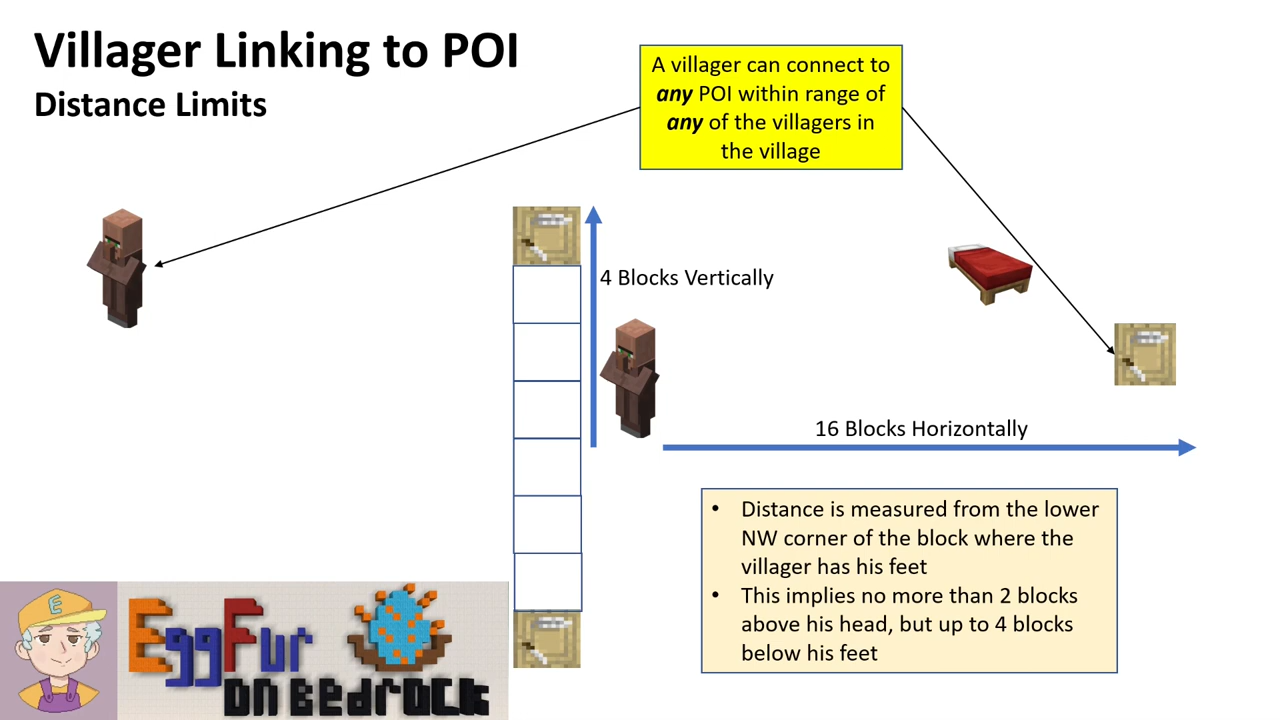 Villager Linking to POI
Distance Limits
A villager can connect to
any POI within range of
any of the villagers in
the village
4 Blocks Vertically
16 Blocks Horizontally
• Distance is measured from the lower
NW corner of the block where the
villager has his feet
• This implies no more than 2 blocks
above his head, but up to 4 blocks
below his feet
E
EggFur
on Bedrock